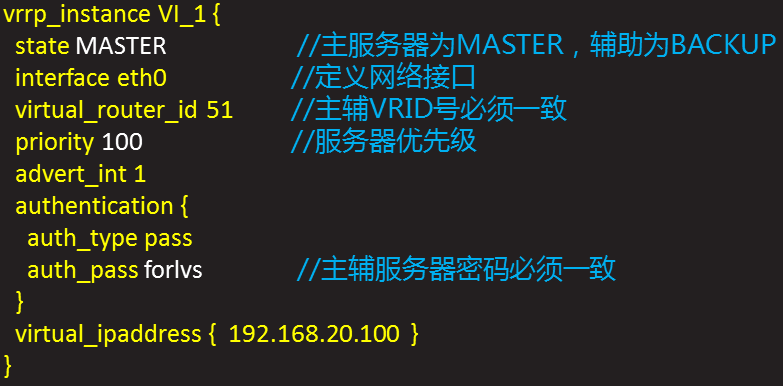 vrrp_instance VI_1 {
state MASTER //主服务器为MASTER，辅助为BACKUP
interface eth0 //定义网络接口
virtual_router_id 51 //主辅VRID号必须一致
priority 100 //服务器优先级
advert_int 1
authentication {
auth_type pass
auth_pass forlvs //主辅服务器密码必须一致
}
virtual_ipaddress { 192.168.20.100 }
}